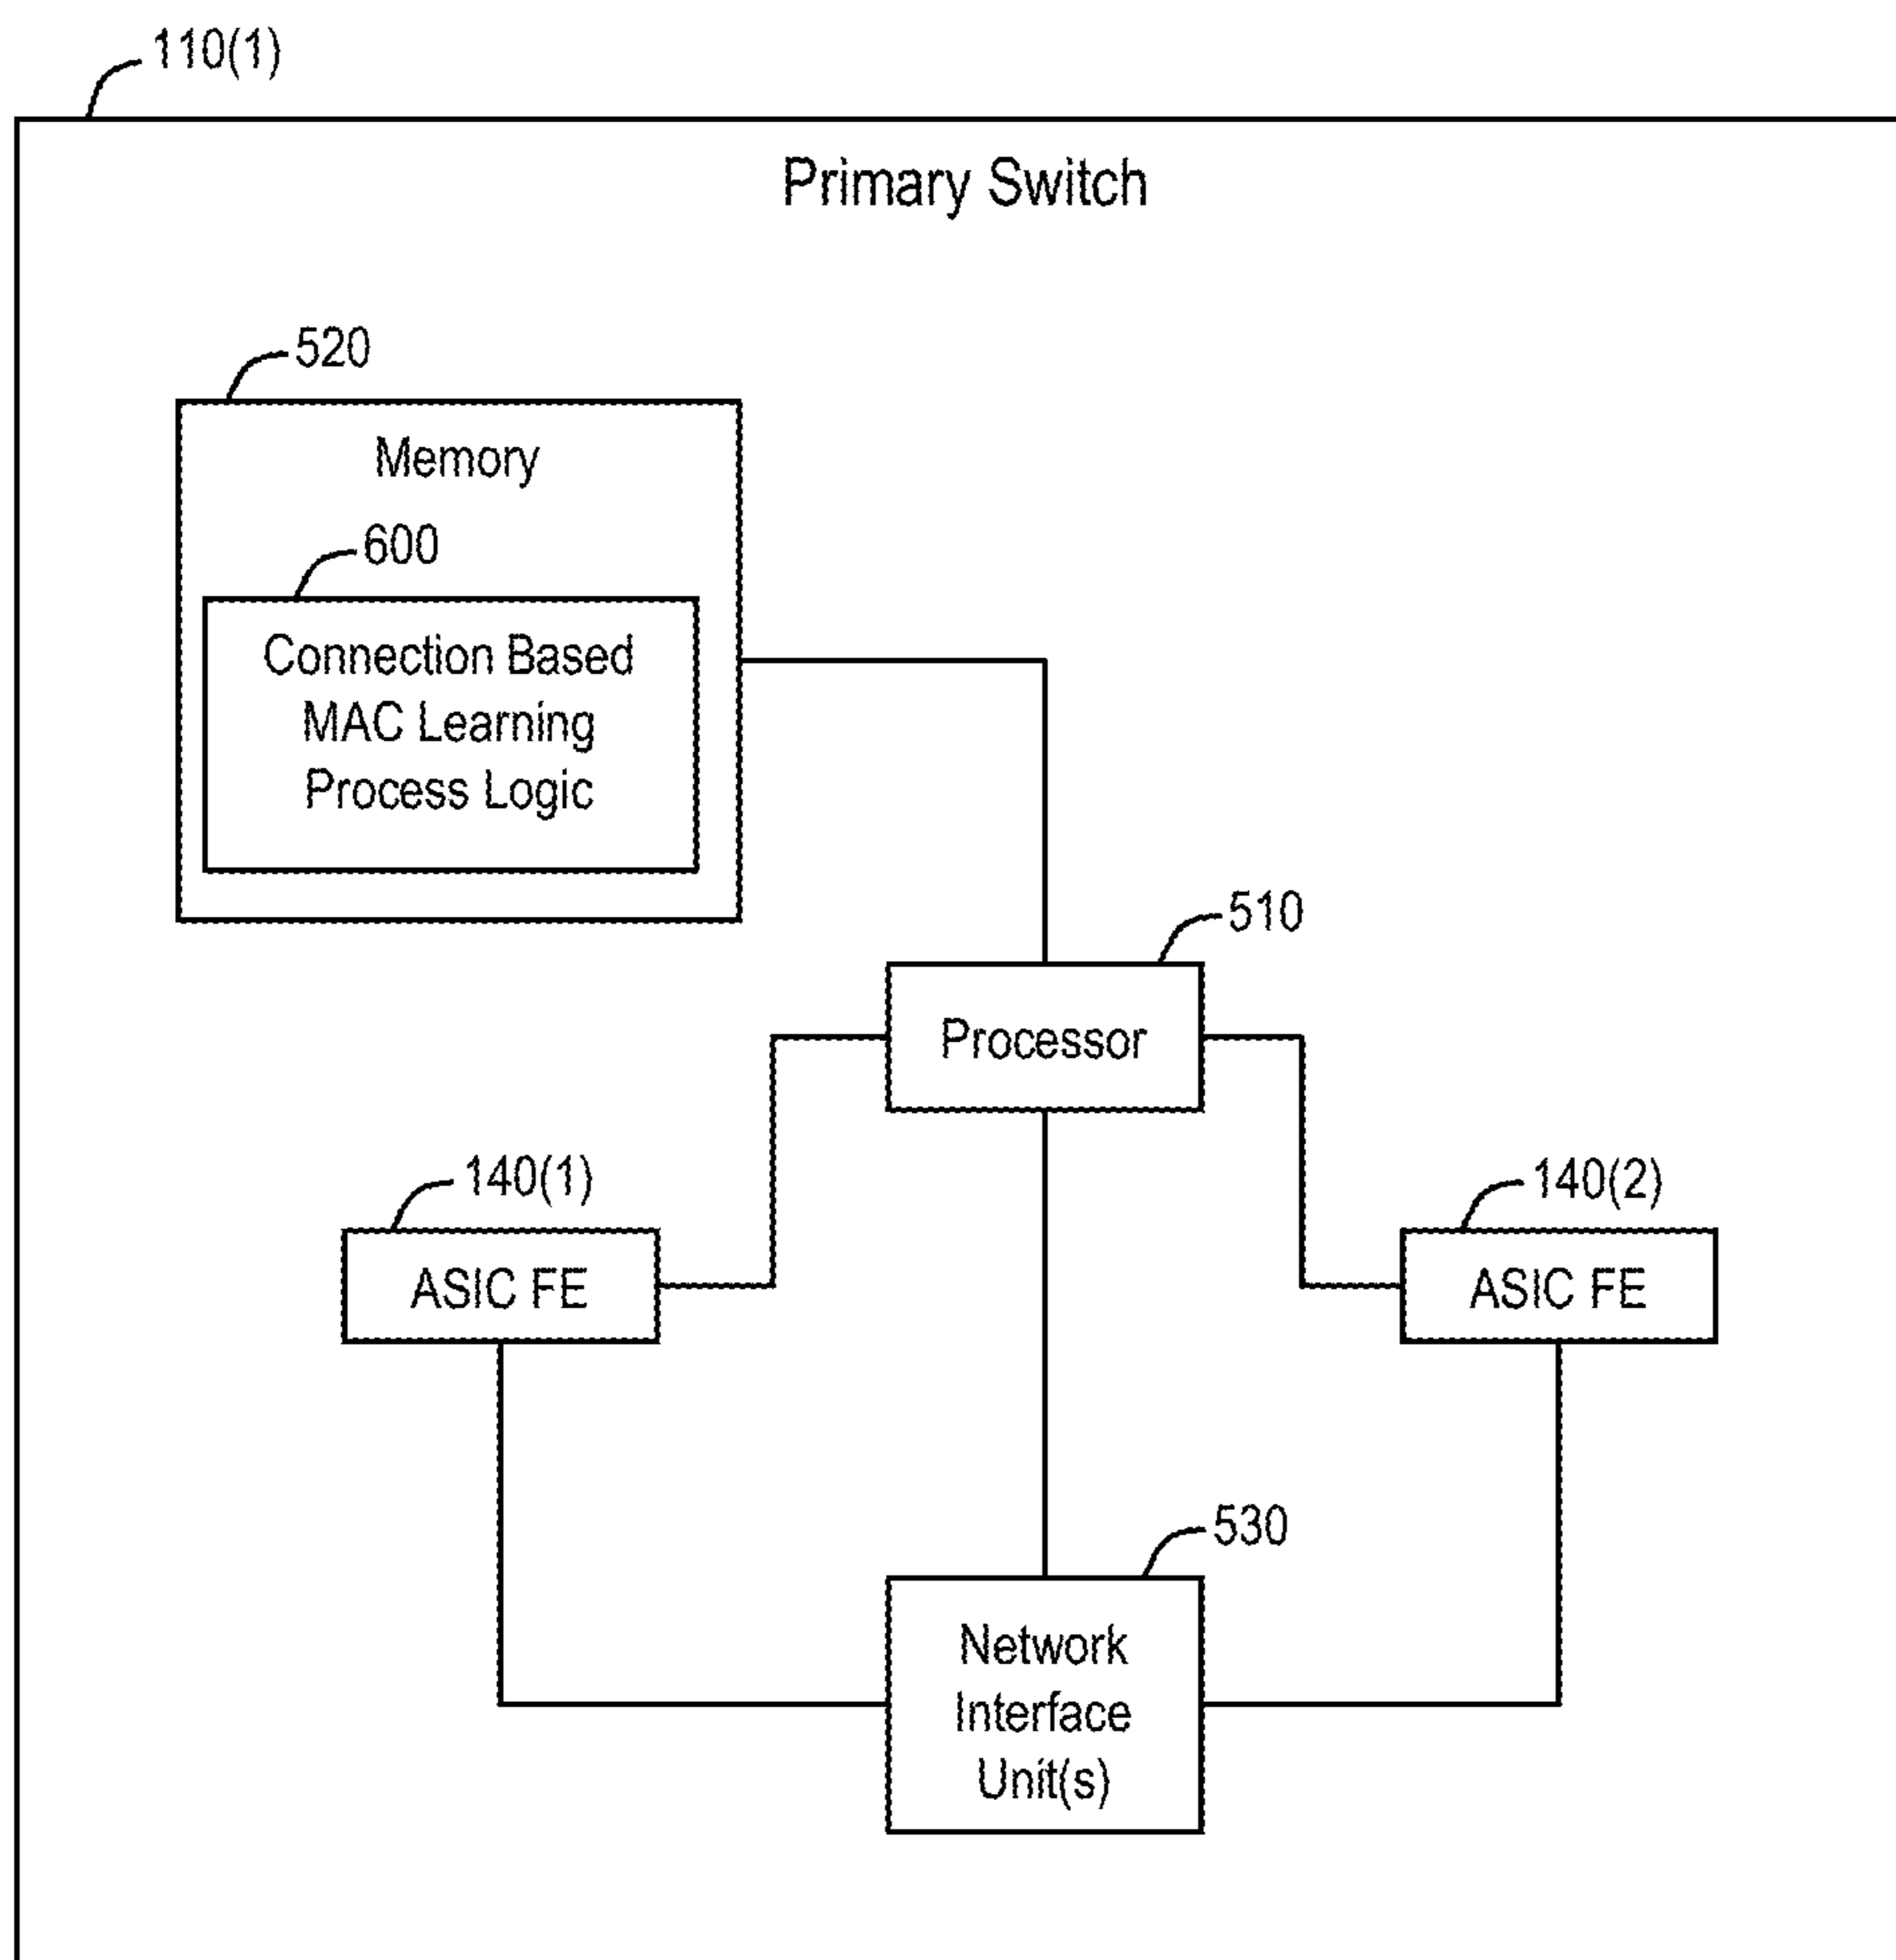 110(1)
Primary Switch
520
Memory
600
Connection Based
MAC Learning
Process Logic
510
Processor
140(1)
ASIC FE
140(2)
ASIC FE
530
Network
Interface
Unit(s)